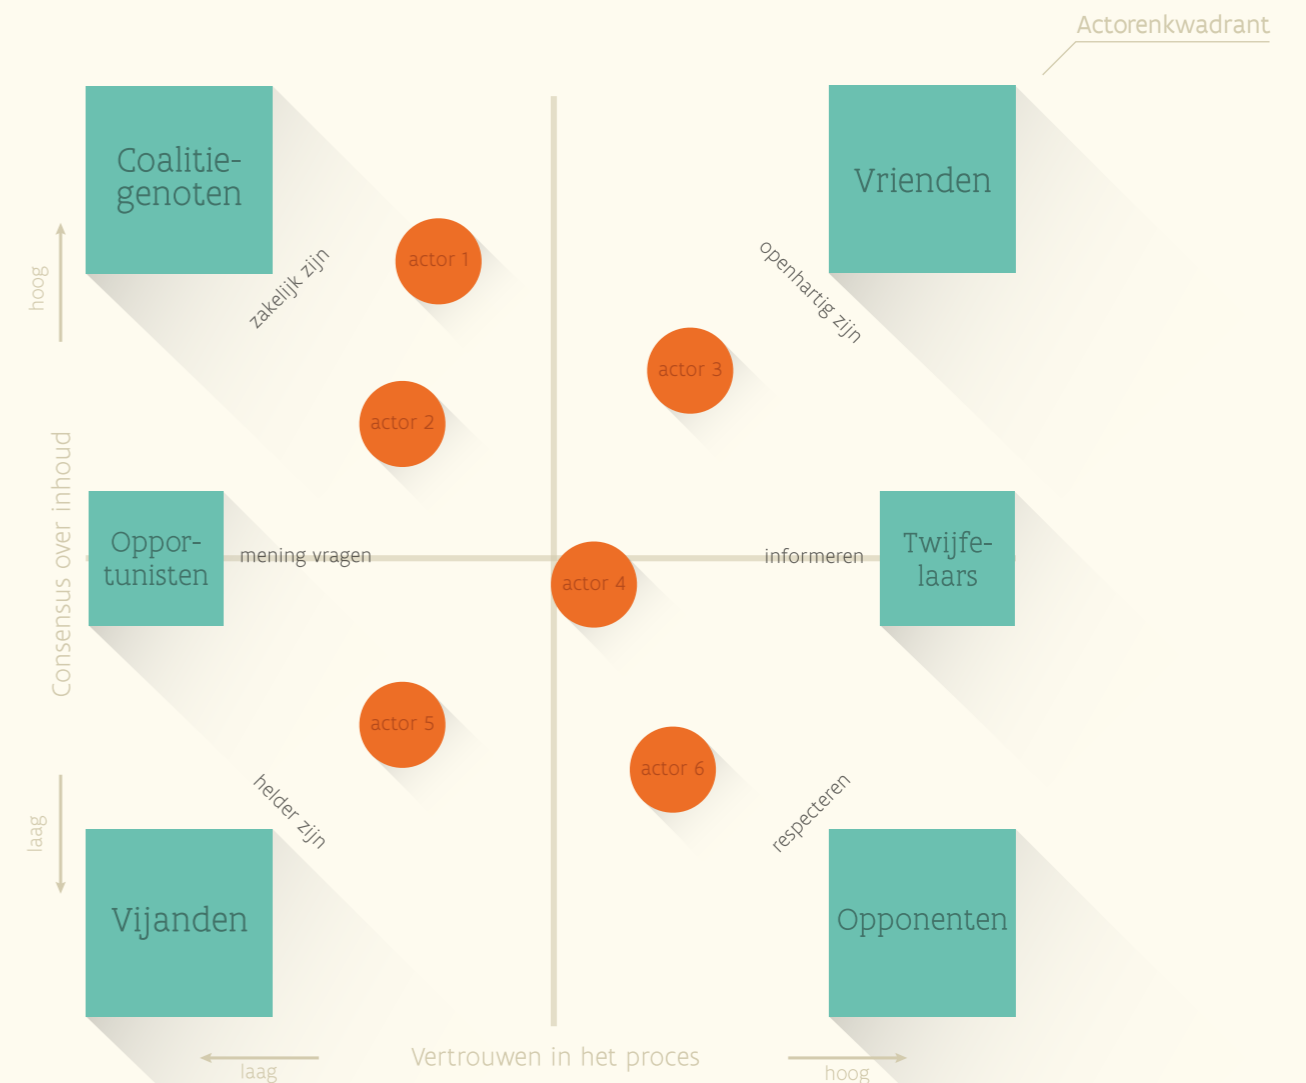 Actorenkwadrant
Coalitie-
genoten
Vrienden
hoog
zakelijk zijn
actor 1
openhartig zijn
actor 3
actor 2
Consensus over inhoud
Oppor-
tunisten
mening vragen
actor 4
informeren
Twijfe-
laars
actor 5
actor 6
helder zijn
respecteren
laag
Vijanden
Opponenten
laag
Vertrouwen in het proces
hoog